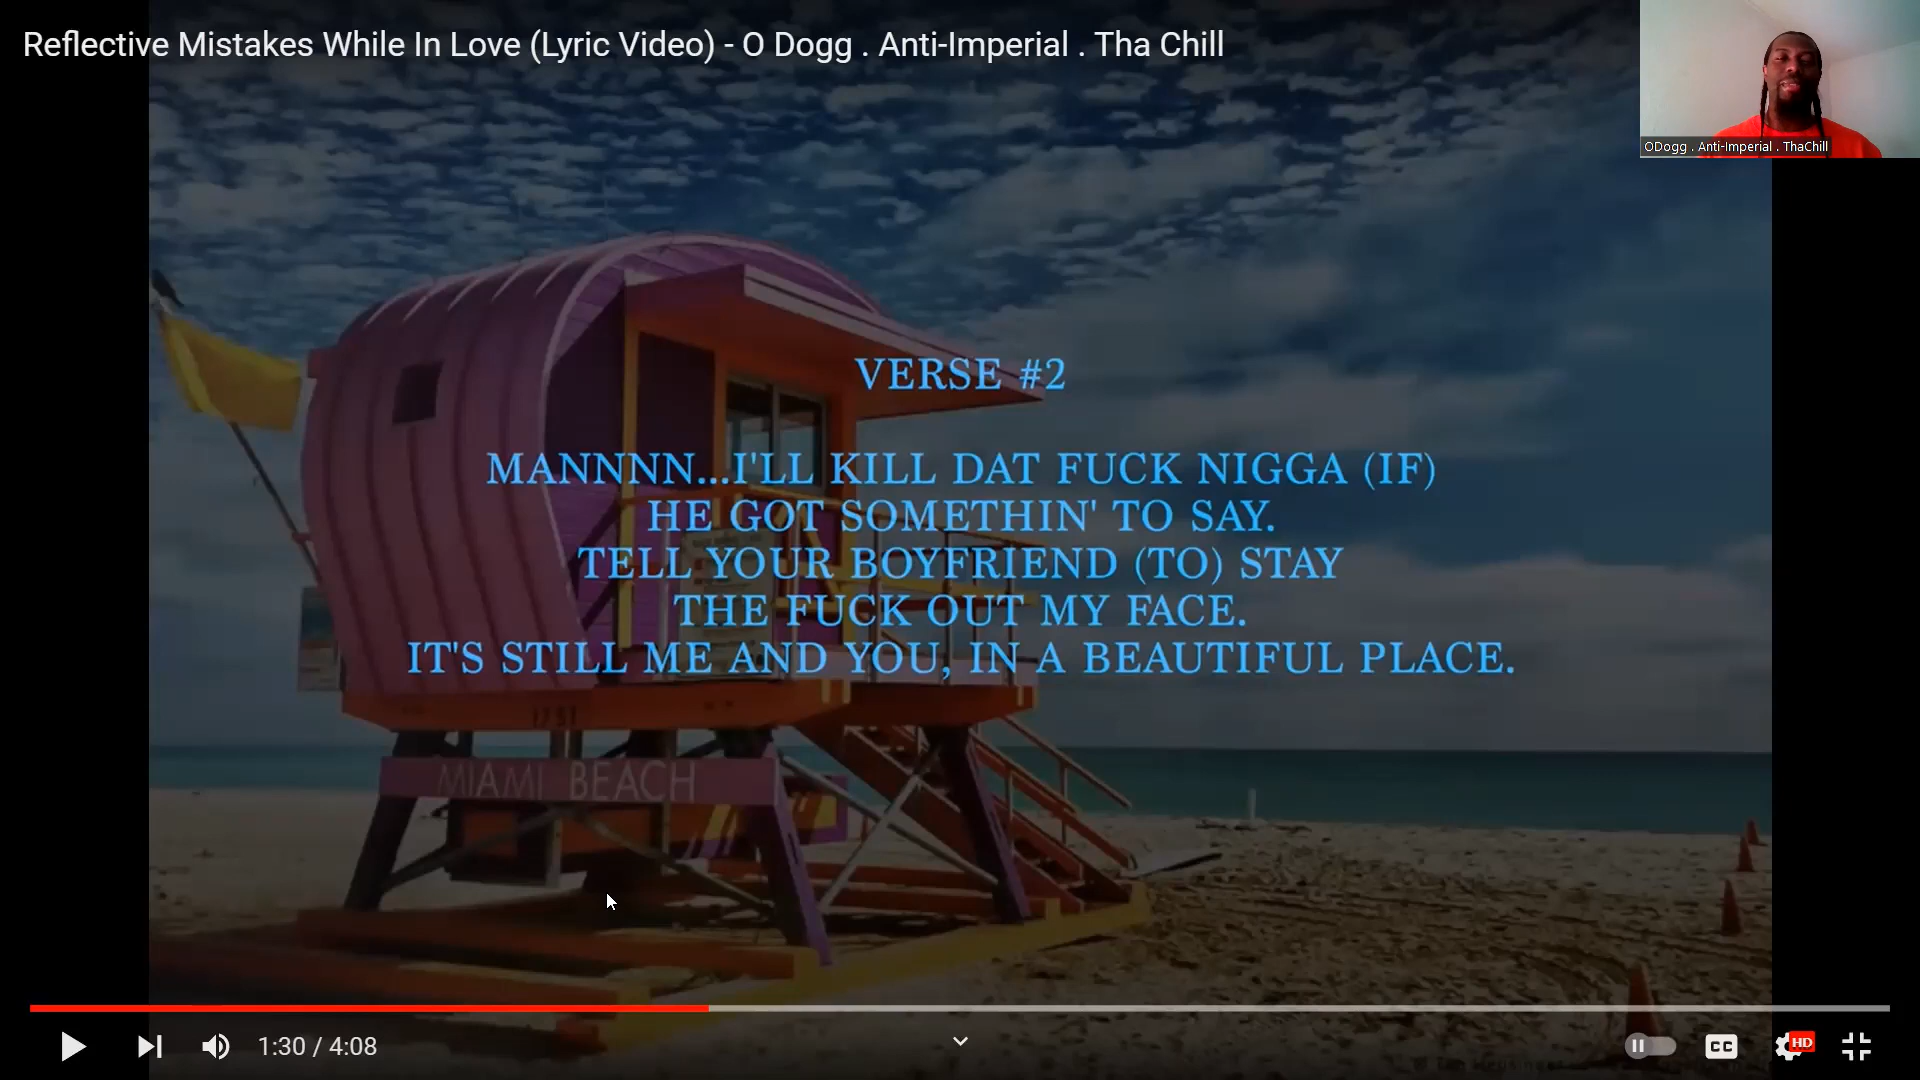 Reflective Mistakes While In Love (Lyric Video) - O Dogg . Anti-Imperial . Tha Chill
ODogg . Anti-Imperial . ThaChill
VERSE #2
MANNNN...I'LL KILL DAT FUCK NIGGA (IF)
HE GOT SOMETHIN' TO SAY.
TELL YOUR BOYFRIEND (TO) STAY
THE FUCK OUT MY FACE.
IT'S STILL ME AND YOU, IN A BEAUTIFUL PLACE.
MIAMI BEACH
1:30 / 4:08
CC
HD